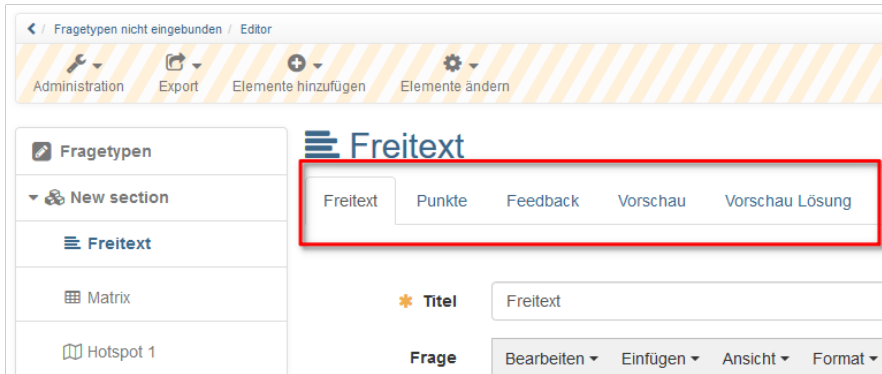 / Fragetypen nicht eingebunden / Editor
Administration Export Elemente hinzufügen Elemente ändern
Fragetypen
New section
Freitext
Matrix
Hotspot 1
Freitext
Freitext Punkte Feedback Vorschau Vorschau Lösung
Titel Freitext
Frage Bearbeiten Einfügen Ansicht Format